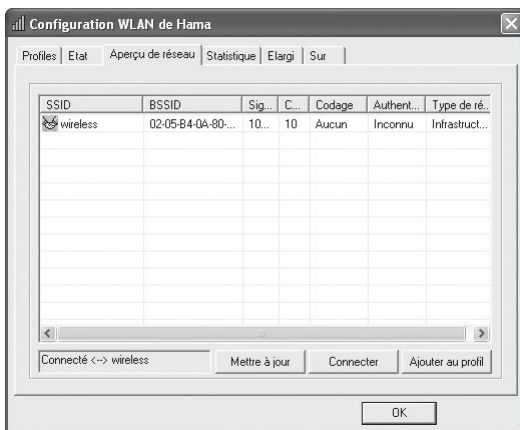 Configuration WLAN de Hama
Profiles Etat Aperçu de réseau Statistique Elargi Sur
SSID BSSID Sig... C... Codage Authent... Type de ré..
wireless 02-05-B4-0A-80-... 10... 10 Aucun Inconnu Infrastruct...
Connecté <--> wireless Mettre à jour Connecter Ajouter au profil
OK